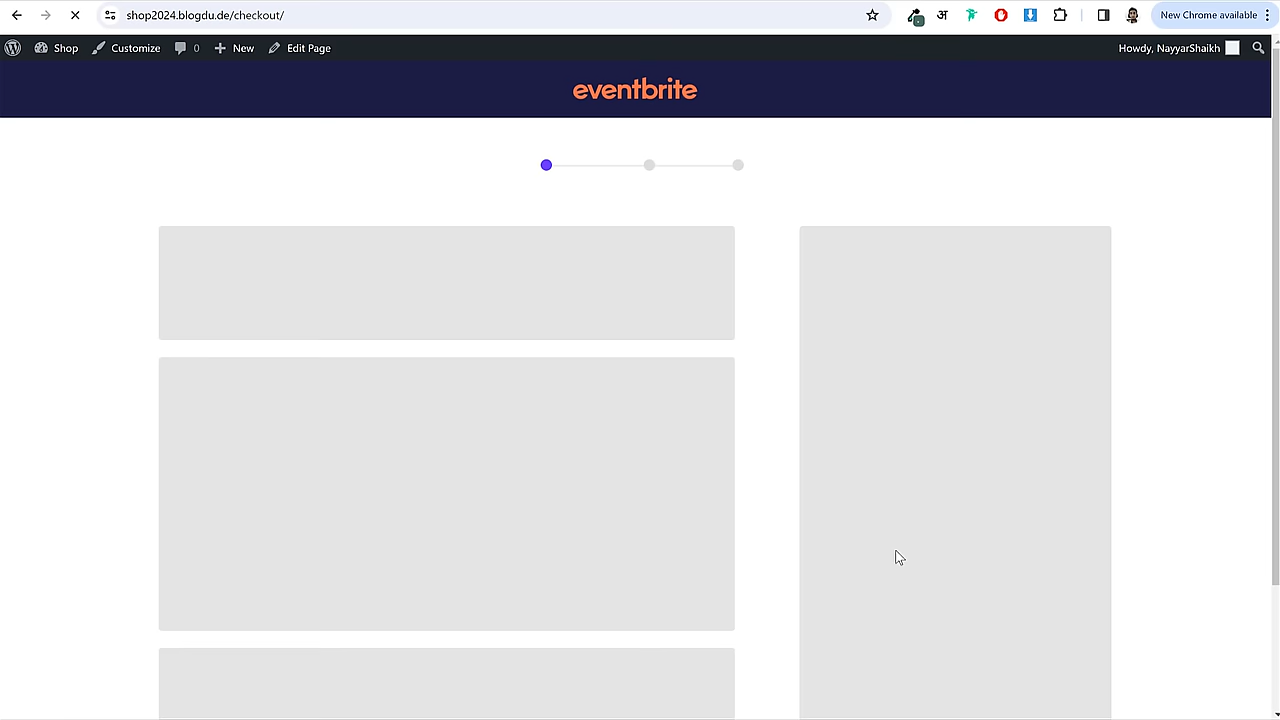 shop2024.blogdu.de/checkout/
अ
New Chrome available
Shop
Customize
0
New
Edit Page
Howdy, NayyarShaikh
eventbrite